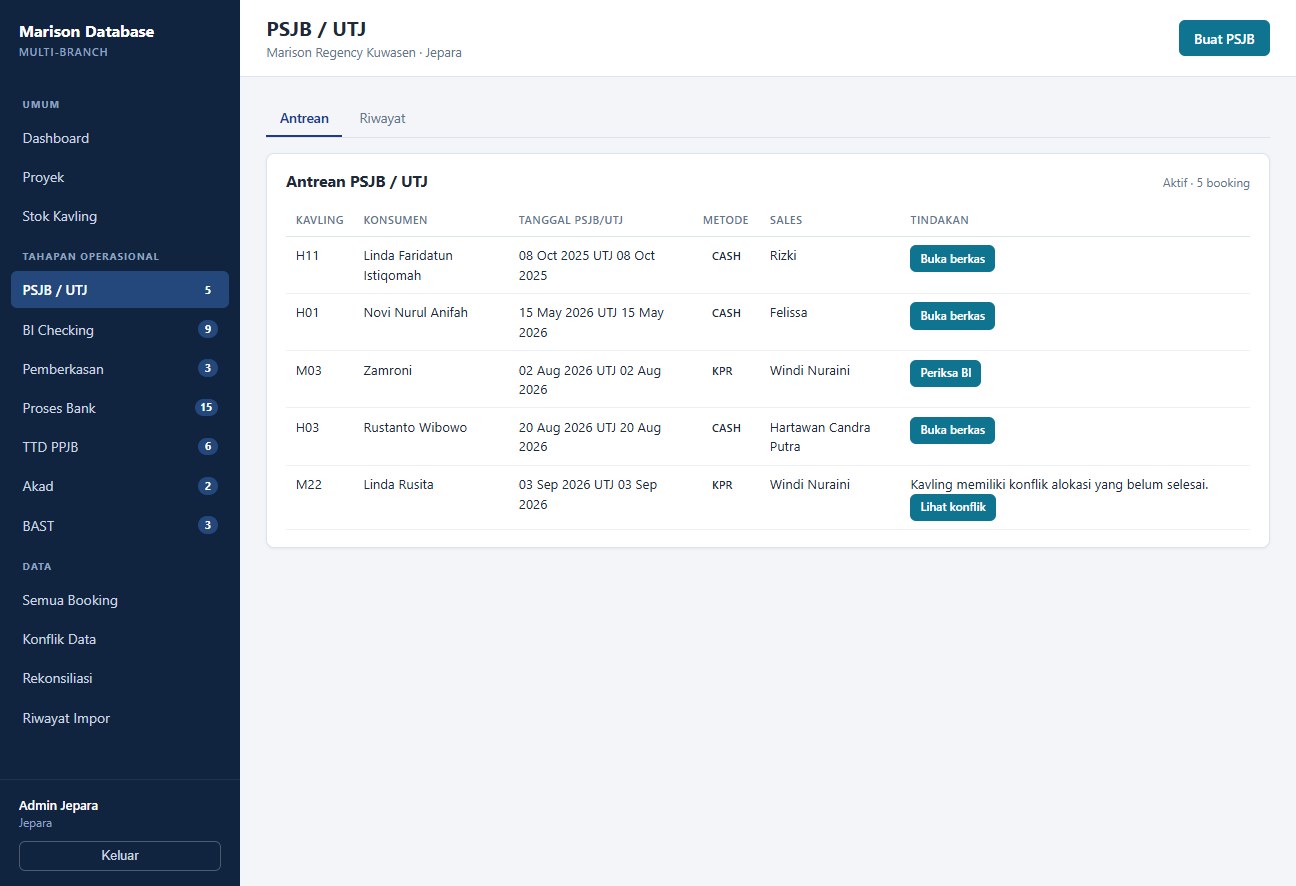 Marison Database
MULTI-BRANCH
UMUM
Dashboard
Proyek
Stok Kavling
TAHAPAN OPERASIONAL
PSJB / UTJ 5
BI Checking 9
Pemberkasan 3
Proses Bank 15
TTD PPJB 6
Akad 2
BAST 3
DATA
Semua Booking
Konflik Data
Rekonsiliasi
Riwayat Impor
Admin Jepara
Jepara
Keluar
PSJB / UTJ
Marison Regency Kuwasen · Jepara
Buat PSJB
Antrean Riwayat
Antrean PSJB / UTJ
Aktif · 5 booking
KAVLING KONSUMEN TANGGAL PSJB/UTJ METODE SALES TINDAKAN
H11 Linda Faridatun 08 Oct 2025 UTJ 08 Oct CASH Rizki Buka berkas
Istiqomah 2025
H01 Novi Nurul Anifah 15 May 2026 UTJ 15 May CASH Felissa Buka berkas
2026
M03 Zamroni 02 Aug 2026 UTJ 02 Aug KPR Windi Nuraini Periksa BI
2026
H03 Rustanto Wibowo 20 Aug 2026 UTJ 20 Aug CASH Hartawan Candra Buka berkas
2026 Putra
M22 Linda Rusita 03 Sep 2026 UTJ 03 Sep KPR Windi Nuraini Kavling memiliki konflik alokasi yang belum selesai.
2026 Lihat konflik